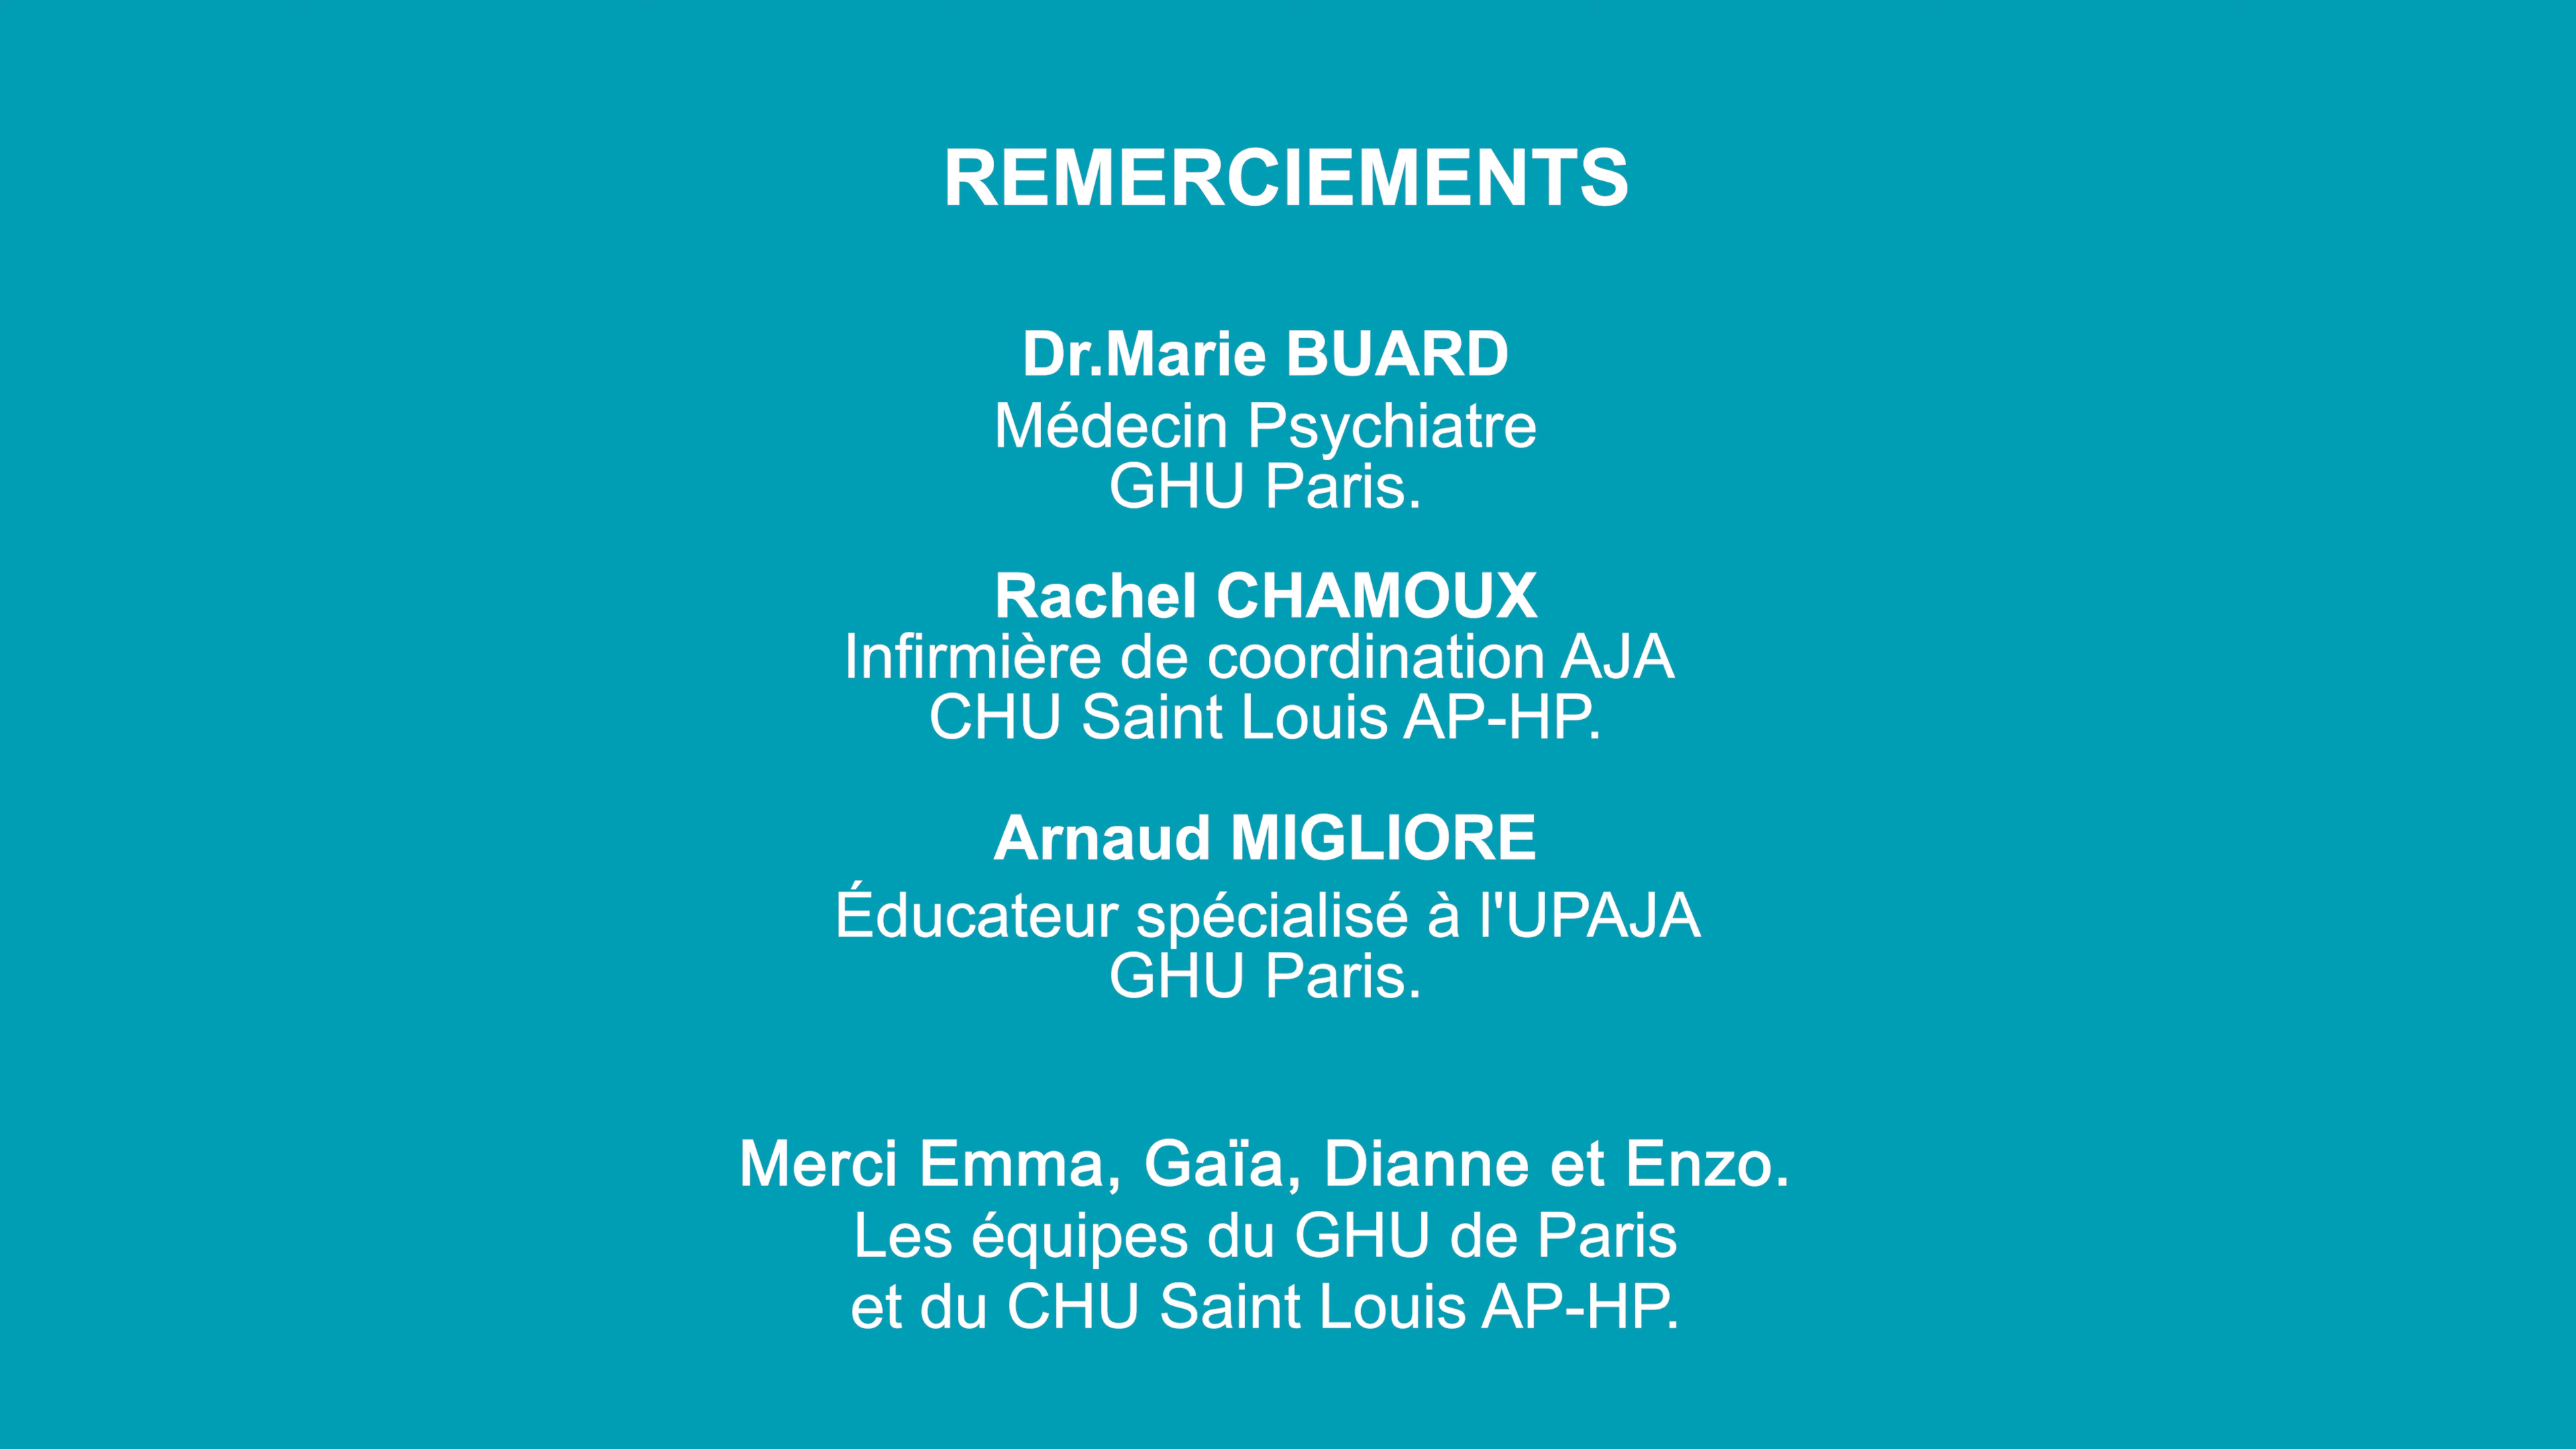 REMERCIEMENTS
Dr.Marie BUARD
Médecin Psychiatre
GHU Paris.
Rachel CHAMOUX
Infirmière de coordination AJA
CHU Saint Louis AP-HP.
Arnaud MIGLIORE
Éducateur spécialisé à l'UPAJA
GHU Paris.
Merci Emma, Gaïa, Dianne et Enzo.
Les équipes du GHU de Paris
et du CHU Saint Louis AP-HP.